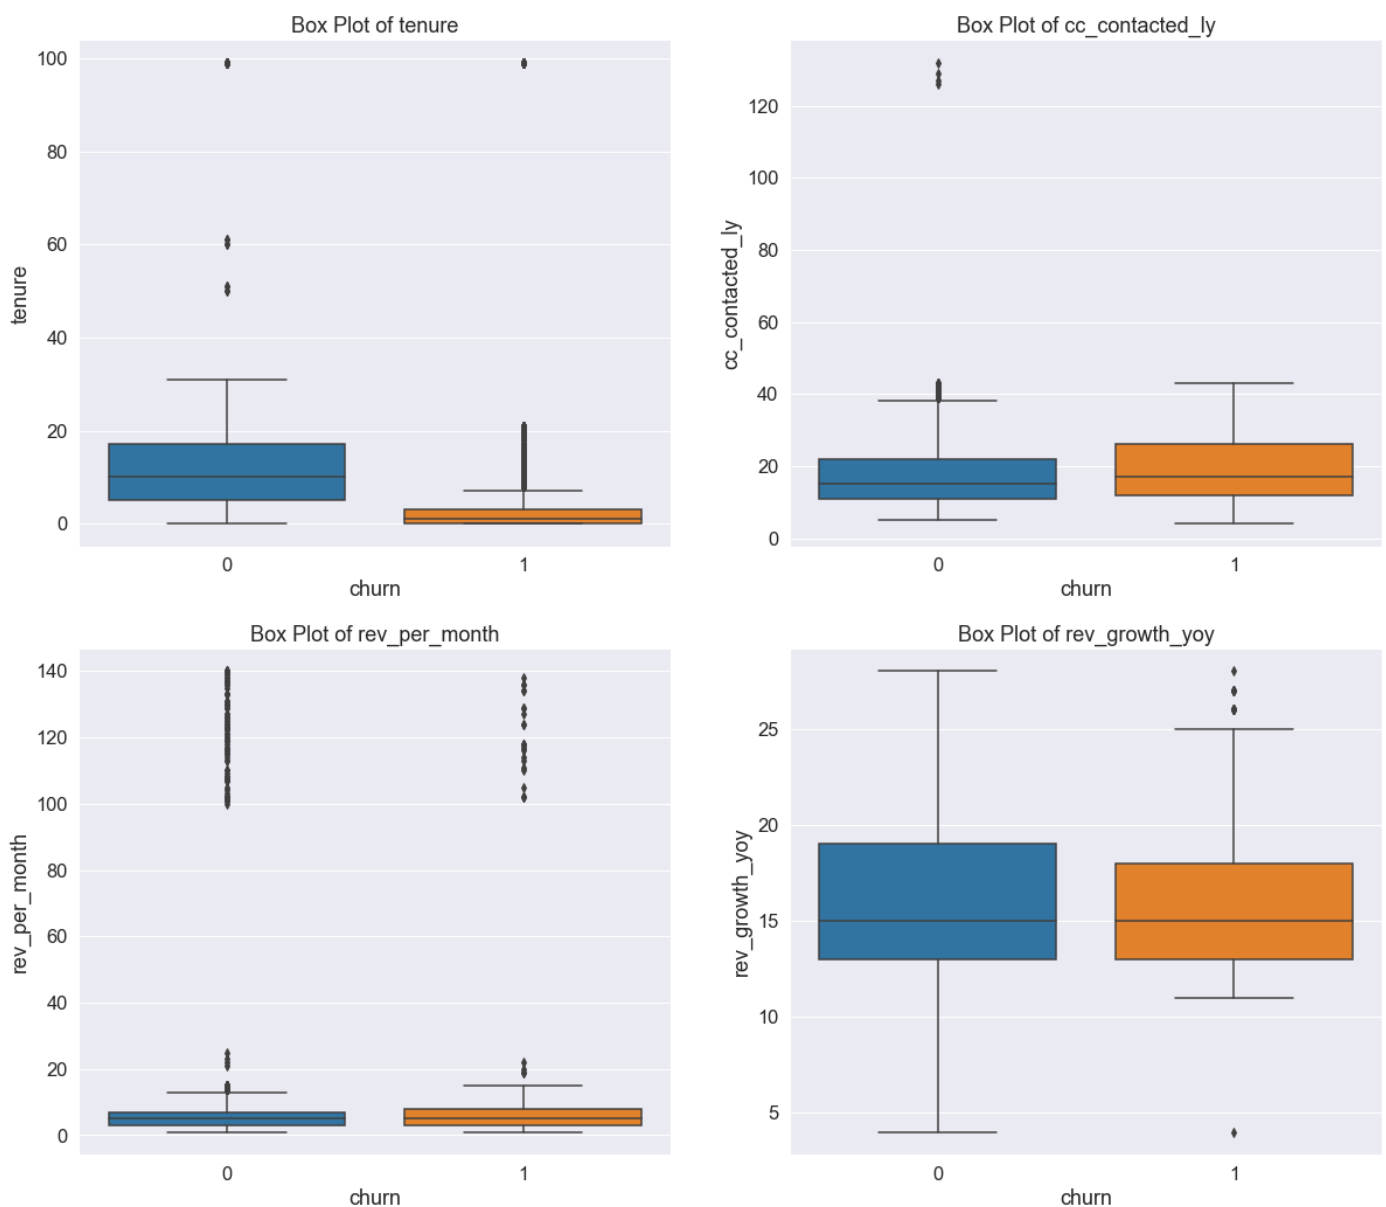 Box Plot of tenure
100
80
60
40
20
0
tenure
0
1
churn
Box Plot of cc_contacted_ly
120
100
80
60
40
20
0
cc_contacted_ly
0
1
churn
Box Plot of rev_per_month
140
120
100
80
60
40
20
0
rev_per_month
0
1
churn
Box Plot of rev_growth_yoy
25
20
15
10
5
rev_growth_yoy
0
1
churn